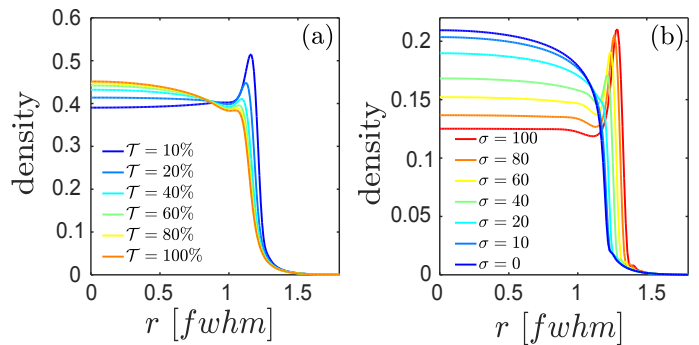 (a)
density
0.6
0.5
0.4
0.3
0.2
0.1
0
𝒯 = 10%
𝒯 = 20%
𝒯 = 40%
𝒯 = 60%
𝒯 = 80%
𝒯 = 100%
0 0.5 1 1.5
r [fwhm]
(b)
density
0.2
0.15
0.1
0.05
0
σ = 100
σ = 80
σ = 60
σ = 40
σ = 20
σ = 10
σ = 0
0 0.5 1 1.5
r [fwhm]